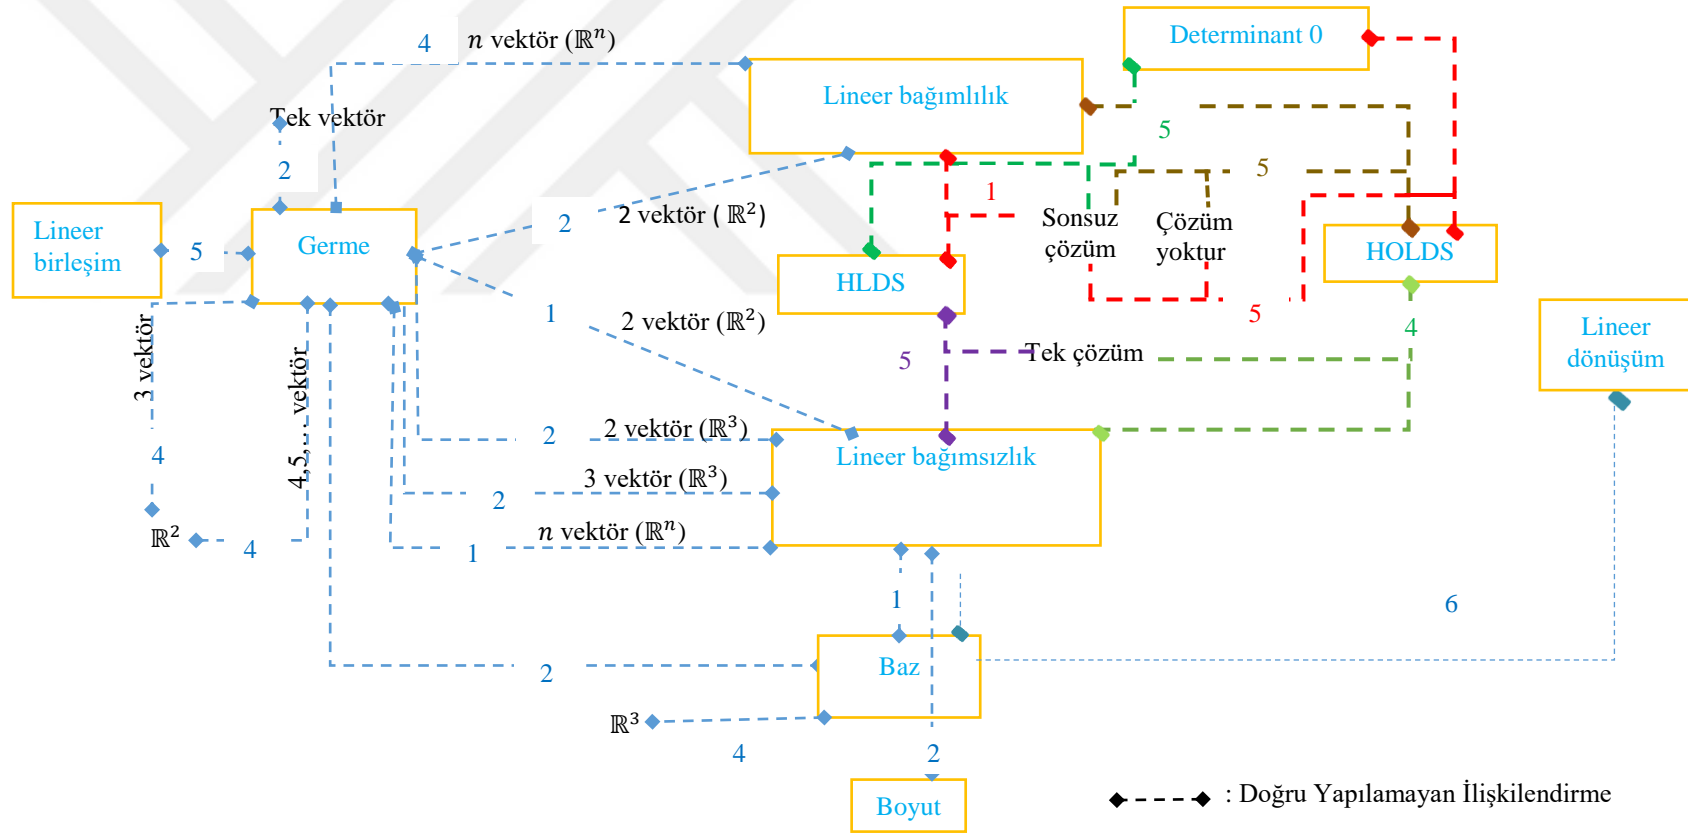 Determinant 0
4 𝑛 vektör (ℝⁿ)
Lineer bağımlılık
Tek vektör
5
2
5
1
2 2 vektör ( ℝ²)
Sonsuz
çözüm
Çözüm
yoktur
Lineer
birleşim
5
Germe
HOLDS
HLDS
1
2 vektör (ℝ²)
5
4
3 vektör
Tek çözüm
5
Lineer
dönüşüm
4,5,… vektör
2 2 vektör (ℝ³)
4
Lineer bağımsızlık
2 3 vektör (ℝ³)
ℝ²
4
1 𝑛 vektör (ℝⁿ)
1
6
2
Baz
ℝ³
4
2
Boyut
: Doğru Yapılamayan İlişkilendirme